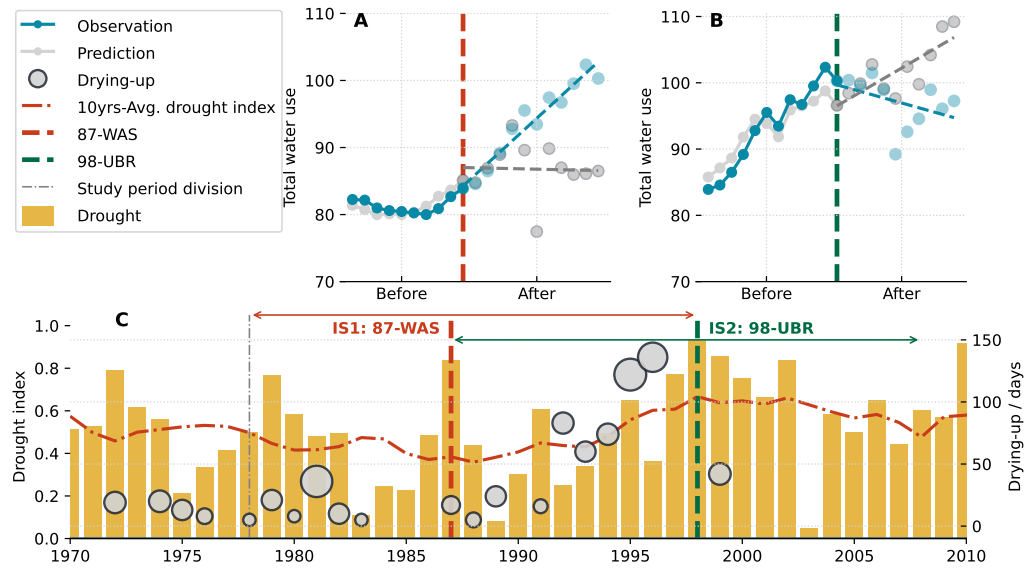 Observation
Prediction
Drying-up
10yrs-Avg. drought index
87-WAS
98-UBR
Study period division
Drought
A
Total water use
110
100
90
80
70
Before
After
B
Total water use
110
100
90
80
70
Before
After
C
IS1: 87-WAS
IS2: 98-UBR
Drought index
1.0
0.8
0.6
0.4
0.2
0.0
150
100
50
0
Drying-up / days
1970
1975
1980
1985
1990
1995
2000
2005
2010